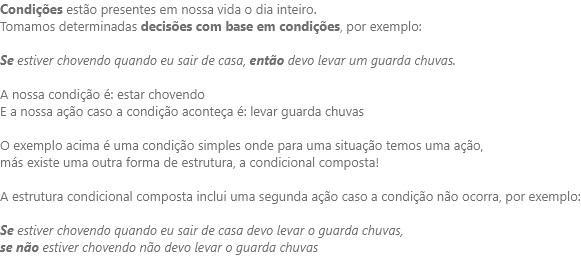 Condições estão presentes em nossa vida o dia inteiro.
Tomamos determinadas decisões com base em condições, por exemplo:
Se estiver chovendo quando eu sair de casa, então devo levar um guarda chuvas.
A nossa condição é: estar chovendo
E a nossa ação caso a condição aconteça é: levar guarda chuvas
O exemplo acima é uma condição simples onde para uma situação temos uma ação,
más existe uma outra forma de estrutura, a condicional composta!
A estrutura condicional composta inclui uma segunda ação caso a condição não ocorra, por exemplo:
Se estiver chovendo quando eu sair de casa devo levar o guarda chuvas,
se não estiver chovendo não devo levar o guarda chuvas